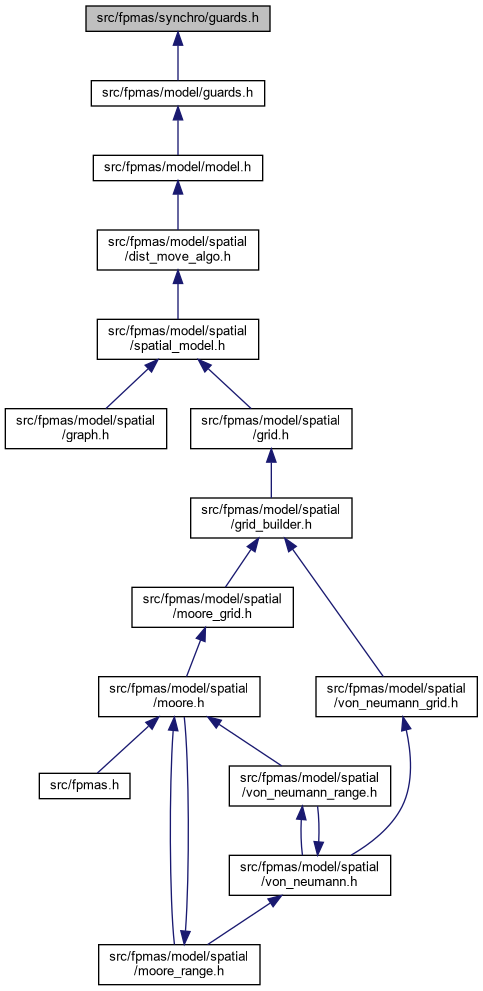 src/fpmas/synchro/guards.h
src/fpmas/model/guards.h
src/fpmas/model/model.h
src/fpmas/model/spatial
/dist_move_algo.h
src/fpmas/model/spatial
/spatial_model.h
src/fpmas/model/spatial
/graph.h
src/fpmas/model/spatial
/grid.h
src/fpmas/model/spatial
/grid_builder.h
src/fpmas/model/spatial
/moore_grid.h
src/fpmas/model/spatial
/moore.h
src/fpmas/model/spatial
/von_neumann_grid.h
src/fpmas.h
src/fpmas/model/spatial
/von_neumann_range.h
src/fpmas/model/spatial
/von_neumann.h
src/fpmas/model/spatial
/moore_range.h